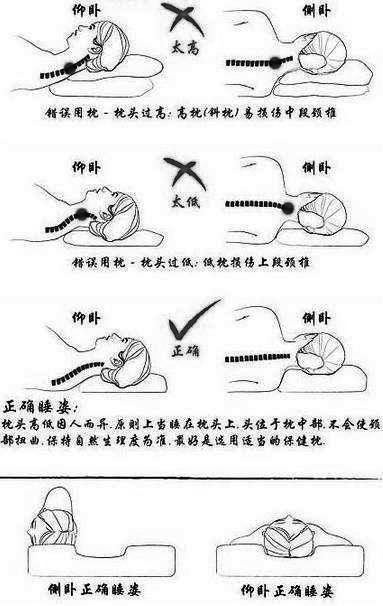 仰卧
侧卧
太高
错误用枕-枕头过高:高枕(斜枕)易损伤中段颈椎
仰卧
侧卧
太低
错误用枕-枕头过低:低枕损伤上段颈椎
仰卧
侧卧
正确
正确睡姿:
枕头高低因人而异.原则上当睡在枕头上.头位于枕中部.不会使颈
部扭曲.保持自然生理度为准.最好是选用适当的保健枕.
侧卧正确睡姿
仰卧正确睡姿